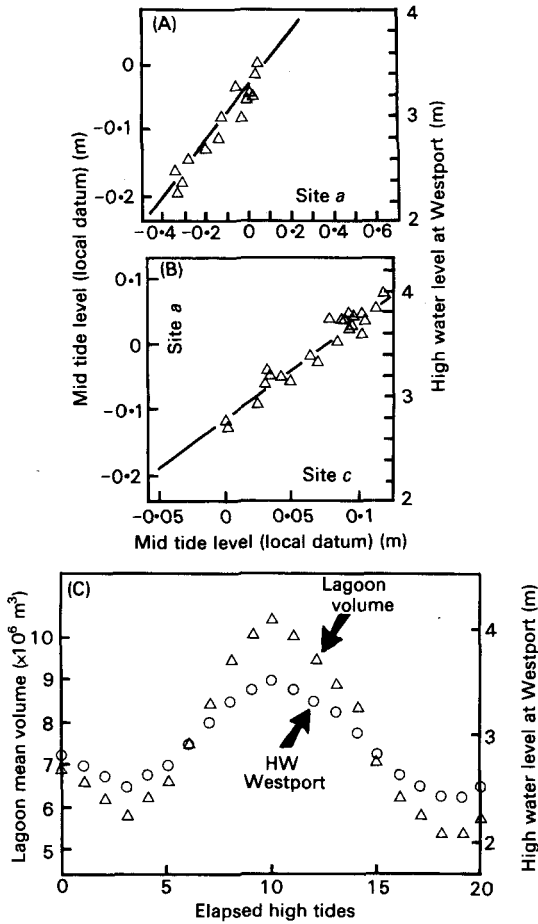 (A)
4
0
-0·1
-0·2
3
2
Site a
-0·4 -0·2 0 0·2 0·4 0·6
Mid tide level (local datum) (m)
High water level at Westport (m)
(B)
0·1
0
-0·1
-0·2
Site a
4
3
2
Site c
-0·05 0 0·05 0·1
Mid tide level (local datum) (m)
(C)
Lagoon mean volume (×10⁶ m³)
10
9
8
7
6
5
Lagoon
volume
HW
Westport
4
3
2
High water level at Westport (m)
0 5 10 15 20
Elapsed high tides